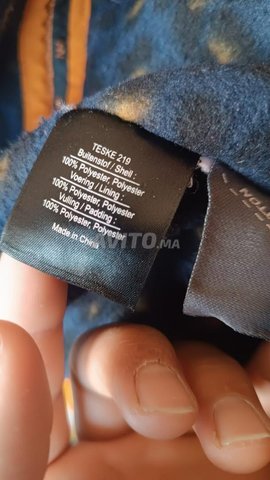 TESKE 219
Buitenstof / Shell :
100% Polyester, Polyester
Voering / Lining :
100% Polyester, Polyester
Vulling / Padding :
100% Polyester, Polyester
Made in China
AVITO.MA